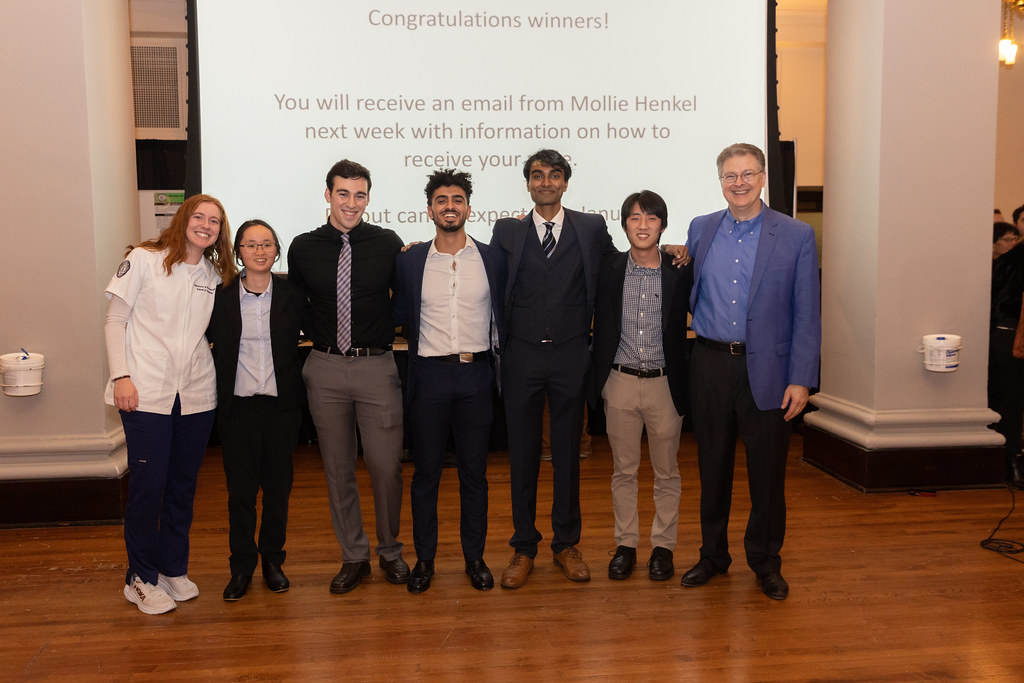 Congratulations winners!
You will receive an email from Mollie Henkel
next week with information on how to
receive your
expect